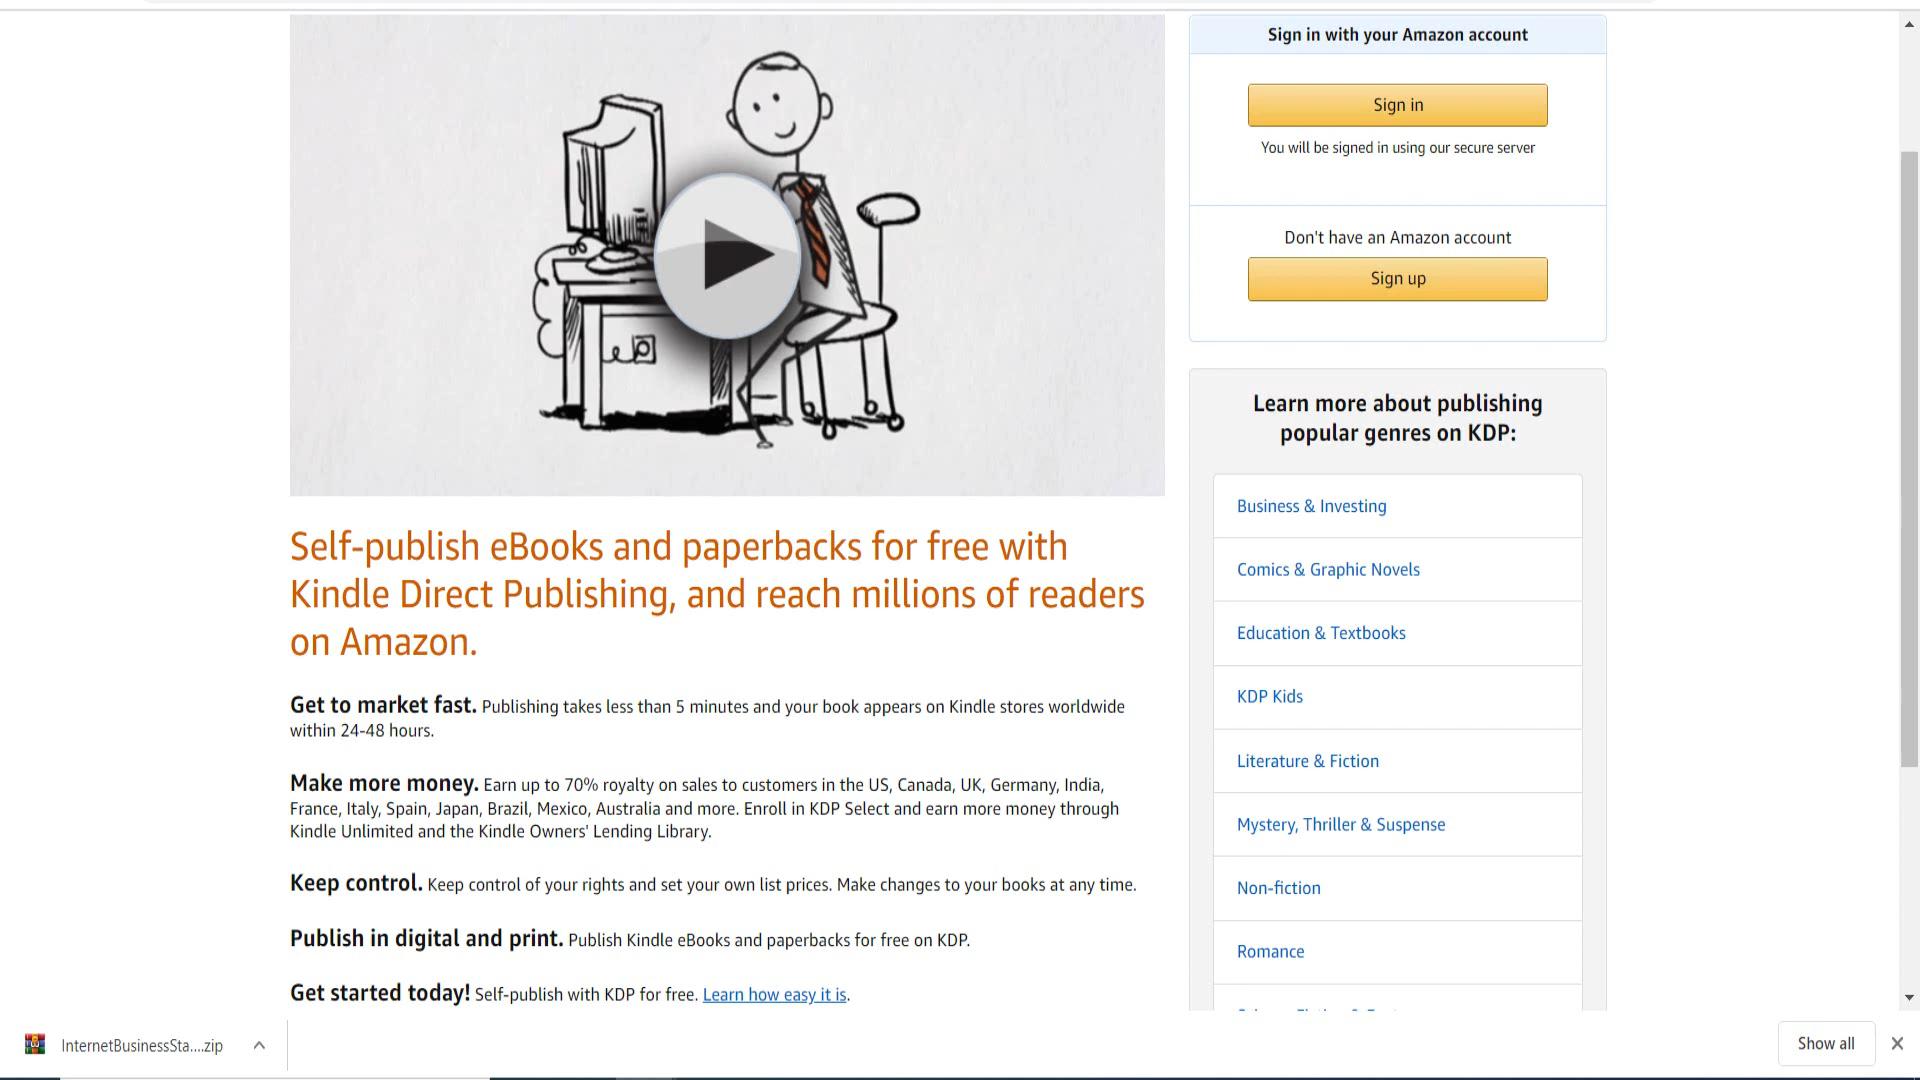 Sign in with your Amazon account
Sign in
You will be signed in using our secure server
Don't have an Amazon account
Sign up
Self-publish eBooks and paperbacks for free with
Kindle Direct Publishing, and reach millions of readers
on Amazon.
Get to market fast. Publishing takes less than 5 minutes and your book appears on Kindle stores worldwide
within 24-48 hours.
Make more money. Earn up to 70% royalty on sales to customers in the US, Canada, UK, Germany, India,
France, Italy, Spain, Japan, Brazil, Mexico, Australia and more. Enroll in KDP Select and earn more money through
Kindle Unlimited and the Kindle Owners' Lending Library.
Keep control. Keep control of your rights and set your own list prices. Make changes to your books at any time.
Publish in digital and print. Publish Kindle eBooks and paperbacks for free on KDP.
Get started today! Self-publish with KDP for free. Learn how easy it is.
Learn more about publishing
popular genres on KDP:
Business & Investing
Comics & Graphic Novels
Education & Textbooks
KDP Kids
Literature & Fiction
Mystery, Thriller & Suspense
Non-fiction
Romance
InternetBusinessSta....zip
Show all